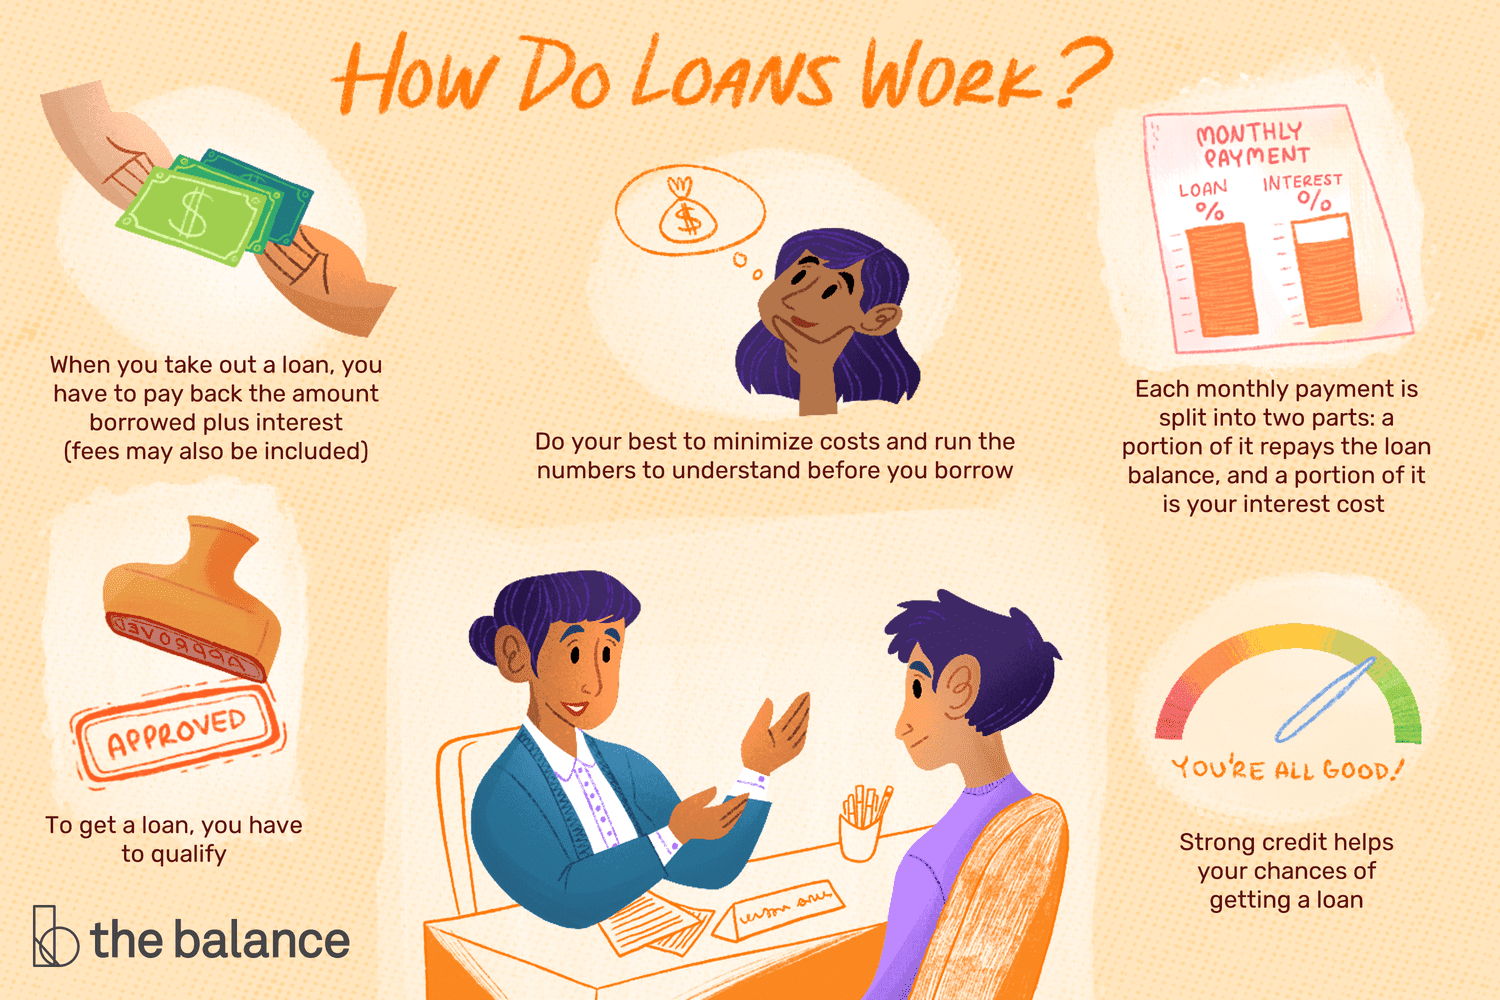 How Do Loans Work?
When you take out a loan, you
have to pay back the amount
borrowed plus interest
(fees may also be included)
$
$
Do your best to minimize costs and run the
numbers to understand before you borrow
MONTHLY
PAYMENT
LOAN INTEREST
% %
Each monthly payment is
split into two parts: a
portion of it repays the loan
balance, and a portion of it
is your interest cost
APPROVED
APPROVED
To get a loan, you have
to qualify
YOU'RE ALL GOOD!
Strong credit helps
your chances of
getting a loan
the balance